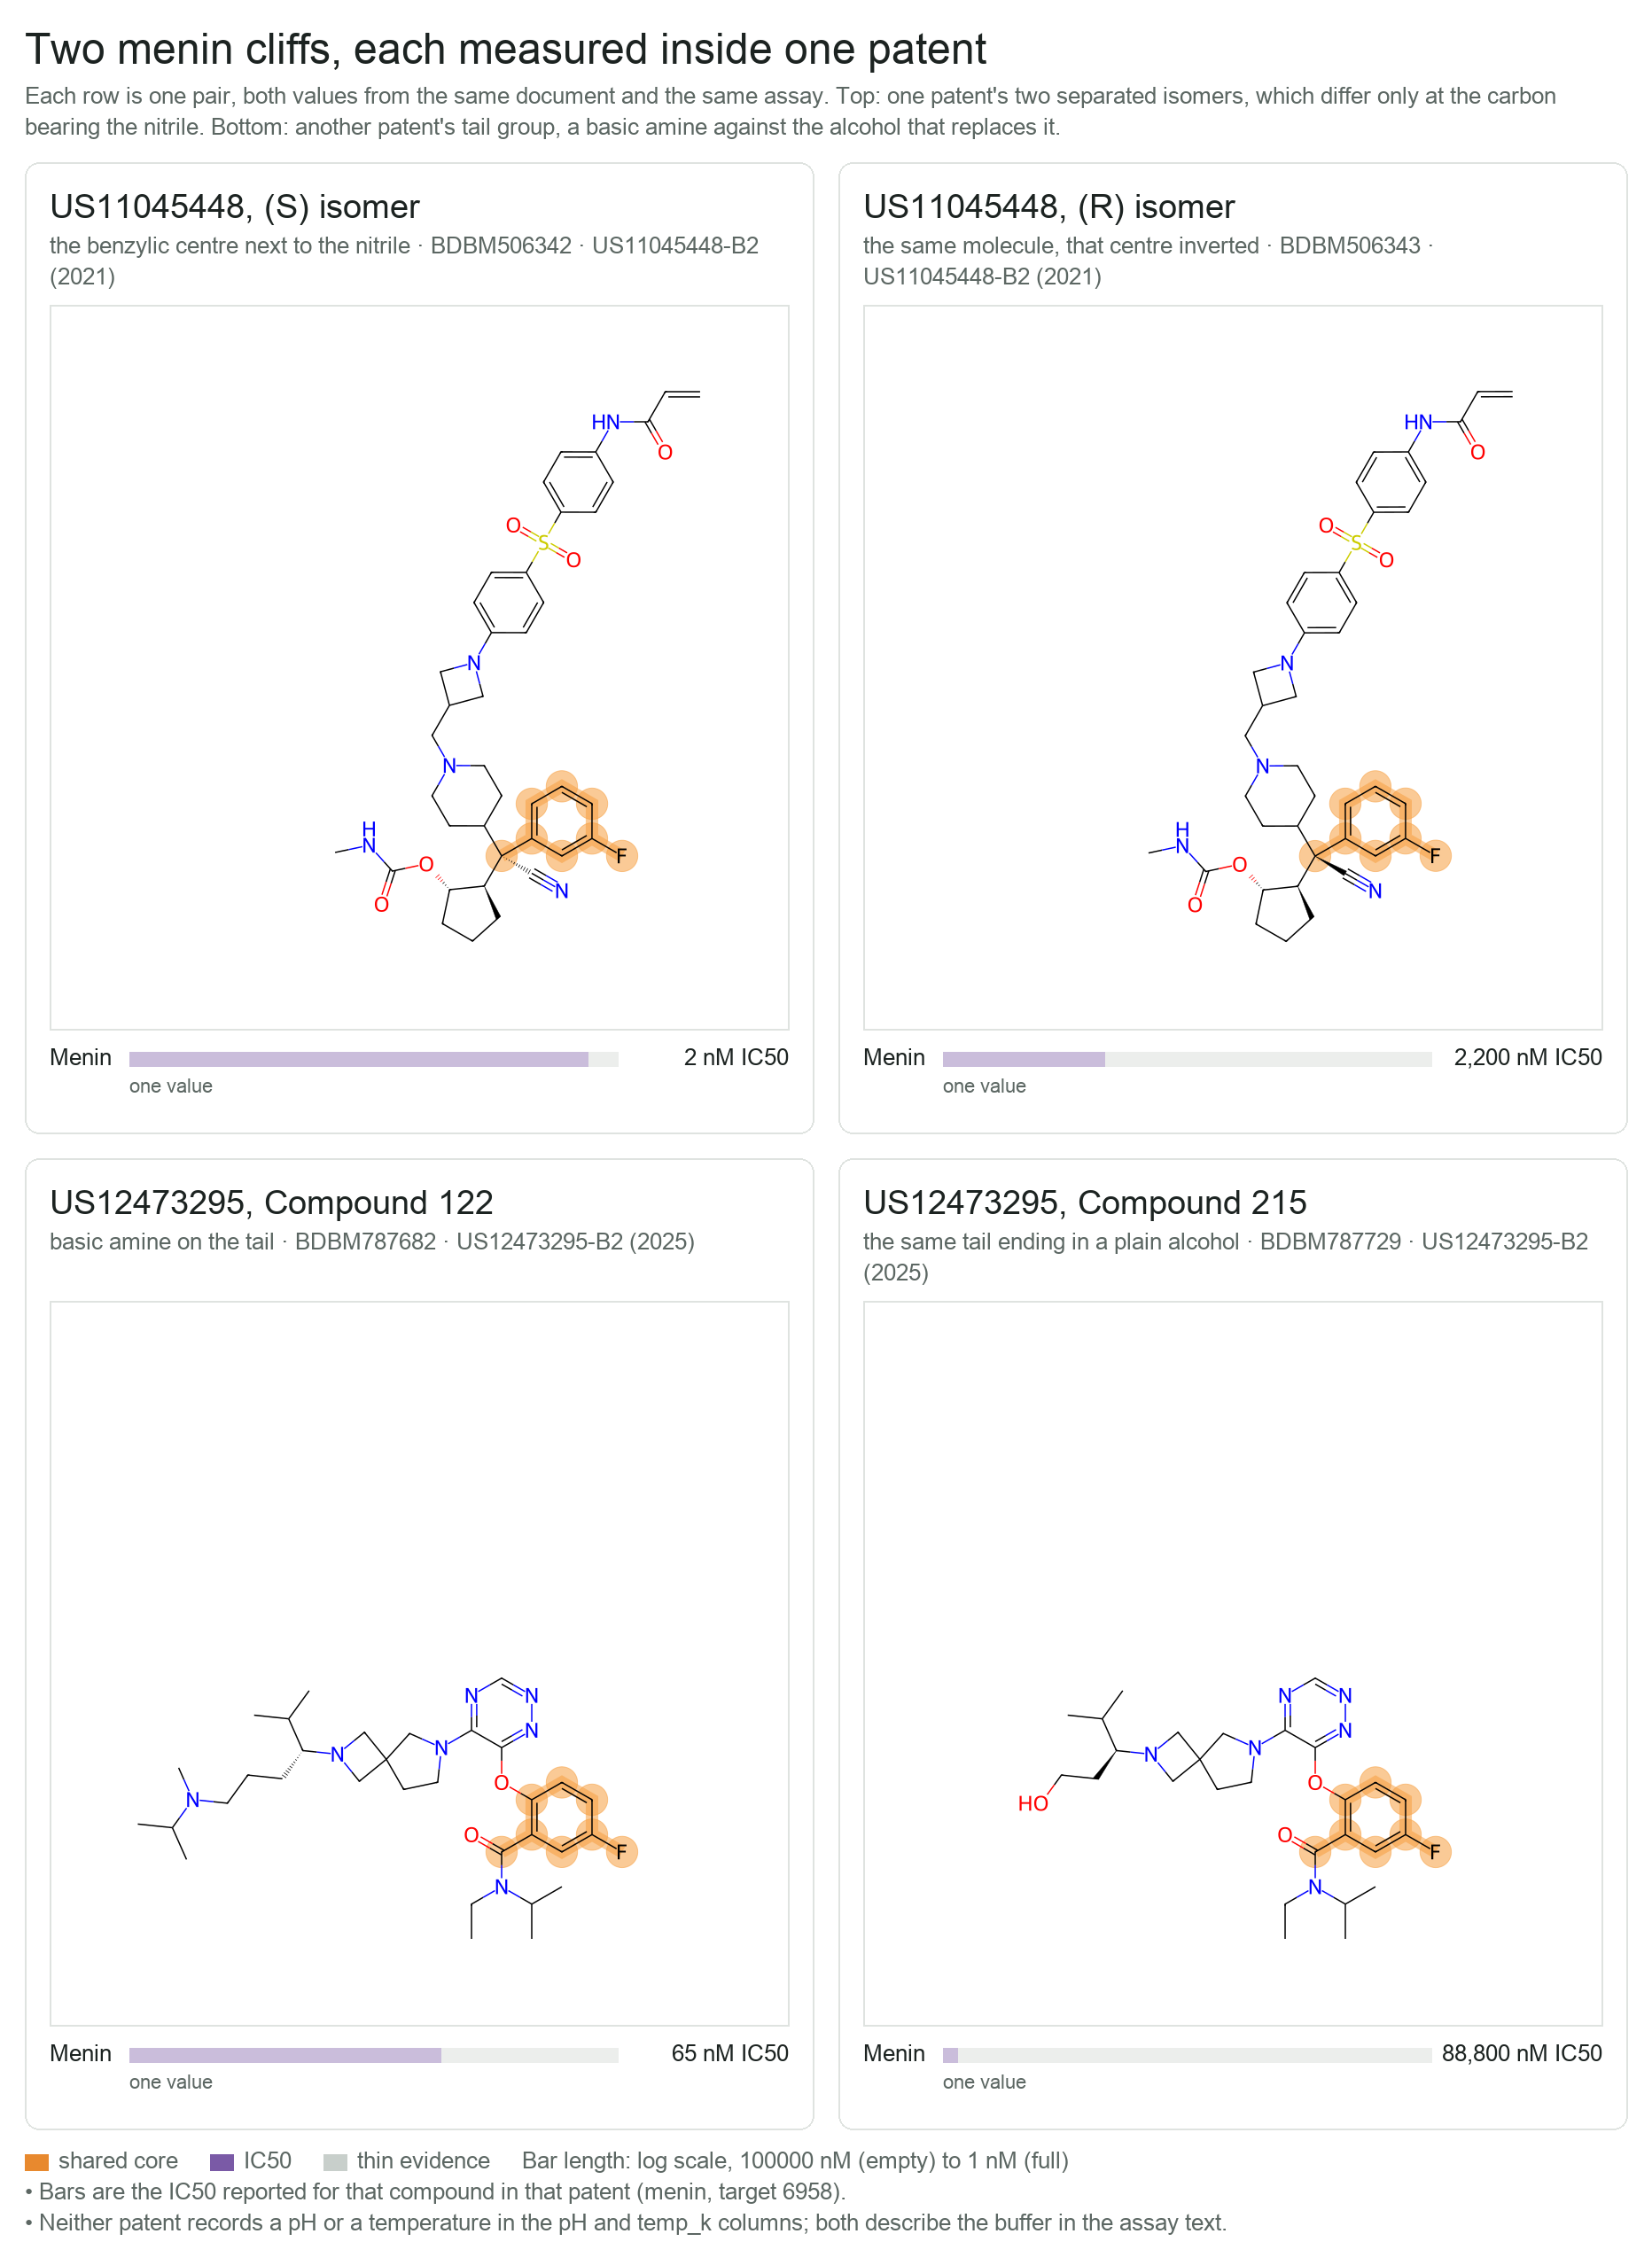 Two menin cliffs, each measured inside one patent
Each row is one pair, both values from the same document and the same assay. Top: one patent's two separated isomers, which differ only at the carbon
bearing the nitrile. Bottom: another patent's tail group, a basic amine against the alcohol that replaces it.
US11045448, (S) isomer
the benzylic centre next to the nitrile · BDBM506342 · US11045448-B2
(2021)
HN
O
O
S
O
N
N
H
N
O
O
F
N
Menin
2 nM IC50
one value
US11045448, (R) isomer
the same molecule, that centre inverted · BDBM506343 ·
US11045448-B2 (2021)
HN
O
O
S
O
N
N
H
N
O
O
F
N
Menin
2,200 nM IC50
one value
US12473295, Compound 122
basic amine on the tail · BDBM787682 · US12473295-B2 (2025)
N
N
N
N
N
N
O
O
F
N
Menin
65 nM IC50
one value
US12473295, Compound 215
the same tail ending in a plain alcohol · BDBM787729 · US12473295-B2
(2025)
N
N
N
N
N
HO
O
O
F
N
Menin
88,800 nM IC50
one value
shared core
IC50
thin evidence
Bar length: log scale, 100000 nM (empty) to 1 nM (full)
• Bars are the IC50 reported for that compound in that patent (menin, target 6958).
• Neither patent records a pH or a temperature in the pH and temp_k columns; both describe the buffer in the assay text.